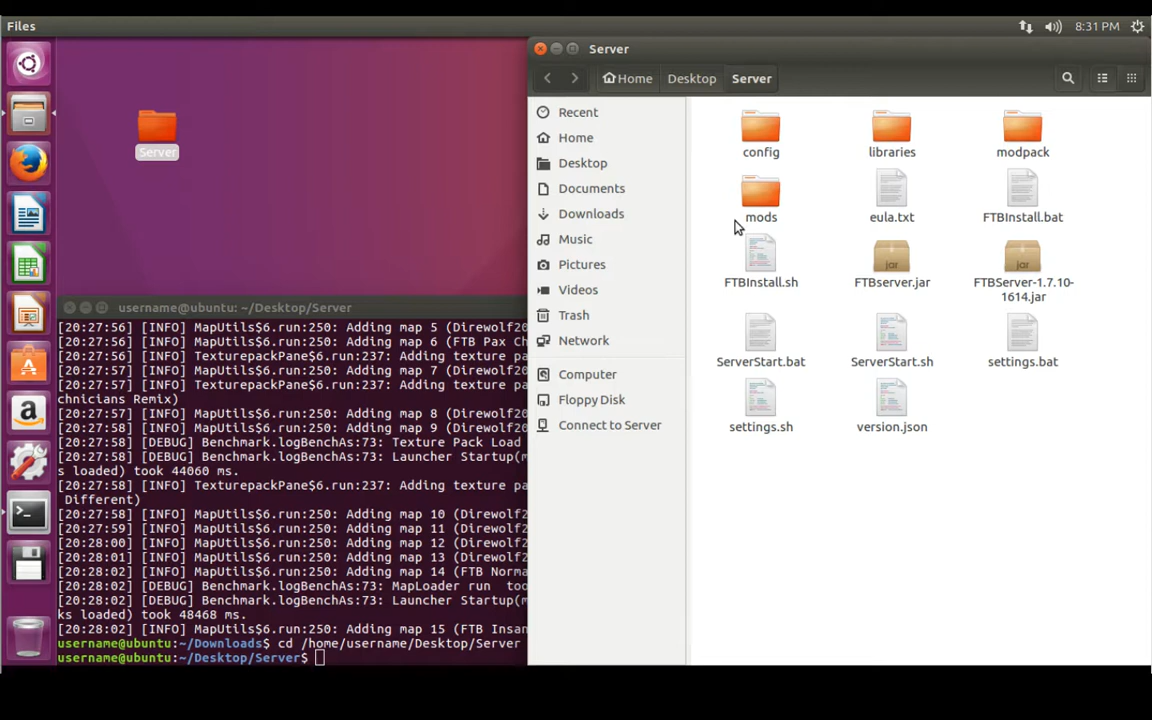 Files
8:31 PM
Server
Server
Home
Desktop
Server
Recent
Home
Desktop
Documents
Downloads
Music
Pictures
Videos
Trash
Network
Computer
Floppy Disk
Connect to Server
config
libraries
modpack
mods
eula.txt
FTBInstall.bat
FTBInstall.sh
jar
FTBserver.jar
jar
FTBServer-1.7.10-
1614.jar
ServerStart.bat
ServerStart.sh
settings.bat
settings.sh
version.json
username@ubuntu: ~/Desktop/Server
[20:27:56] [INFO] MapUtils$6.run:250: Adding map 5 (Direwolf20
[20:27:56] [INFO] MapUtils$6.run:250: Adding map 6 (FTB Pax Ch
[20:27:56] [INFO] TexturepackPane$6.run:237: Adding texture pa
[20:27:57] [INFO] MapUtils$6.run:250: Adding map 7 (Direwolf20
[20:27:57] [INFO] TexturepackPane$6.run:237: Adding texture pa
chnicians Remix)
[20:27:57] [INFO] MapUtils$6.run:250: Adding map 8 (Direwolf20
[20:27:58] [INFO] MapUtils$6.run:250: Adding map 9 (Direwolf20
[20:27:58] [DEBUG] Benchmark.logBenchAs:73: Texture Pack Load
[20:27:58] [DEBUG] Benchmark.logBenchAs:73: Launcher Startup(m
s loaded) took 44060 ms.
[20:27:58] [INFO] TexturepackPane$6.run:237: Adding texture pa
Different)
[20:27:58] [INFO] MapUtils$6.run:250: Adding map 10 (Direwolf2
[20:27:59] [INFO] MapUtils$6.run:250: Adding map 11 (Direwolf2
[20:28:00] [INFO] MapUtils$6.run:250: Adding map 12 (Direwolf2
[20:28:01] [INFO] MapUtils$6.run:250: Adding map 13 (Direwolf2
[20:28:02] [INFO] MapUtils$6.run:250: Adding map 14 (FTB Norma
[20:28:02] [DEBUG] Benchmark.logBenchAs:73: MapLoader run  too
[20:28:02] [DEBUG] Benchmark.logBenchAs:73: Launcher Startup(ma
ks loaded) took 48468 ms.
[20:28:02] [INFO] MapUtils$6.run:250: Adding map 15 (FTB Insan
username@ubuntu:~/Downloads$ cd /home/username/Desktop/Server
username@ubuntu:~/Desktop/Server$